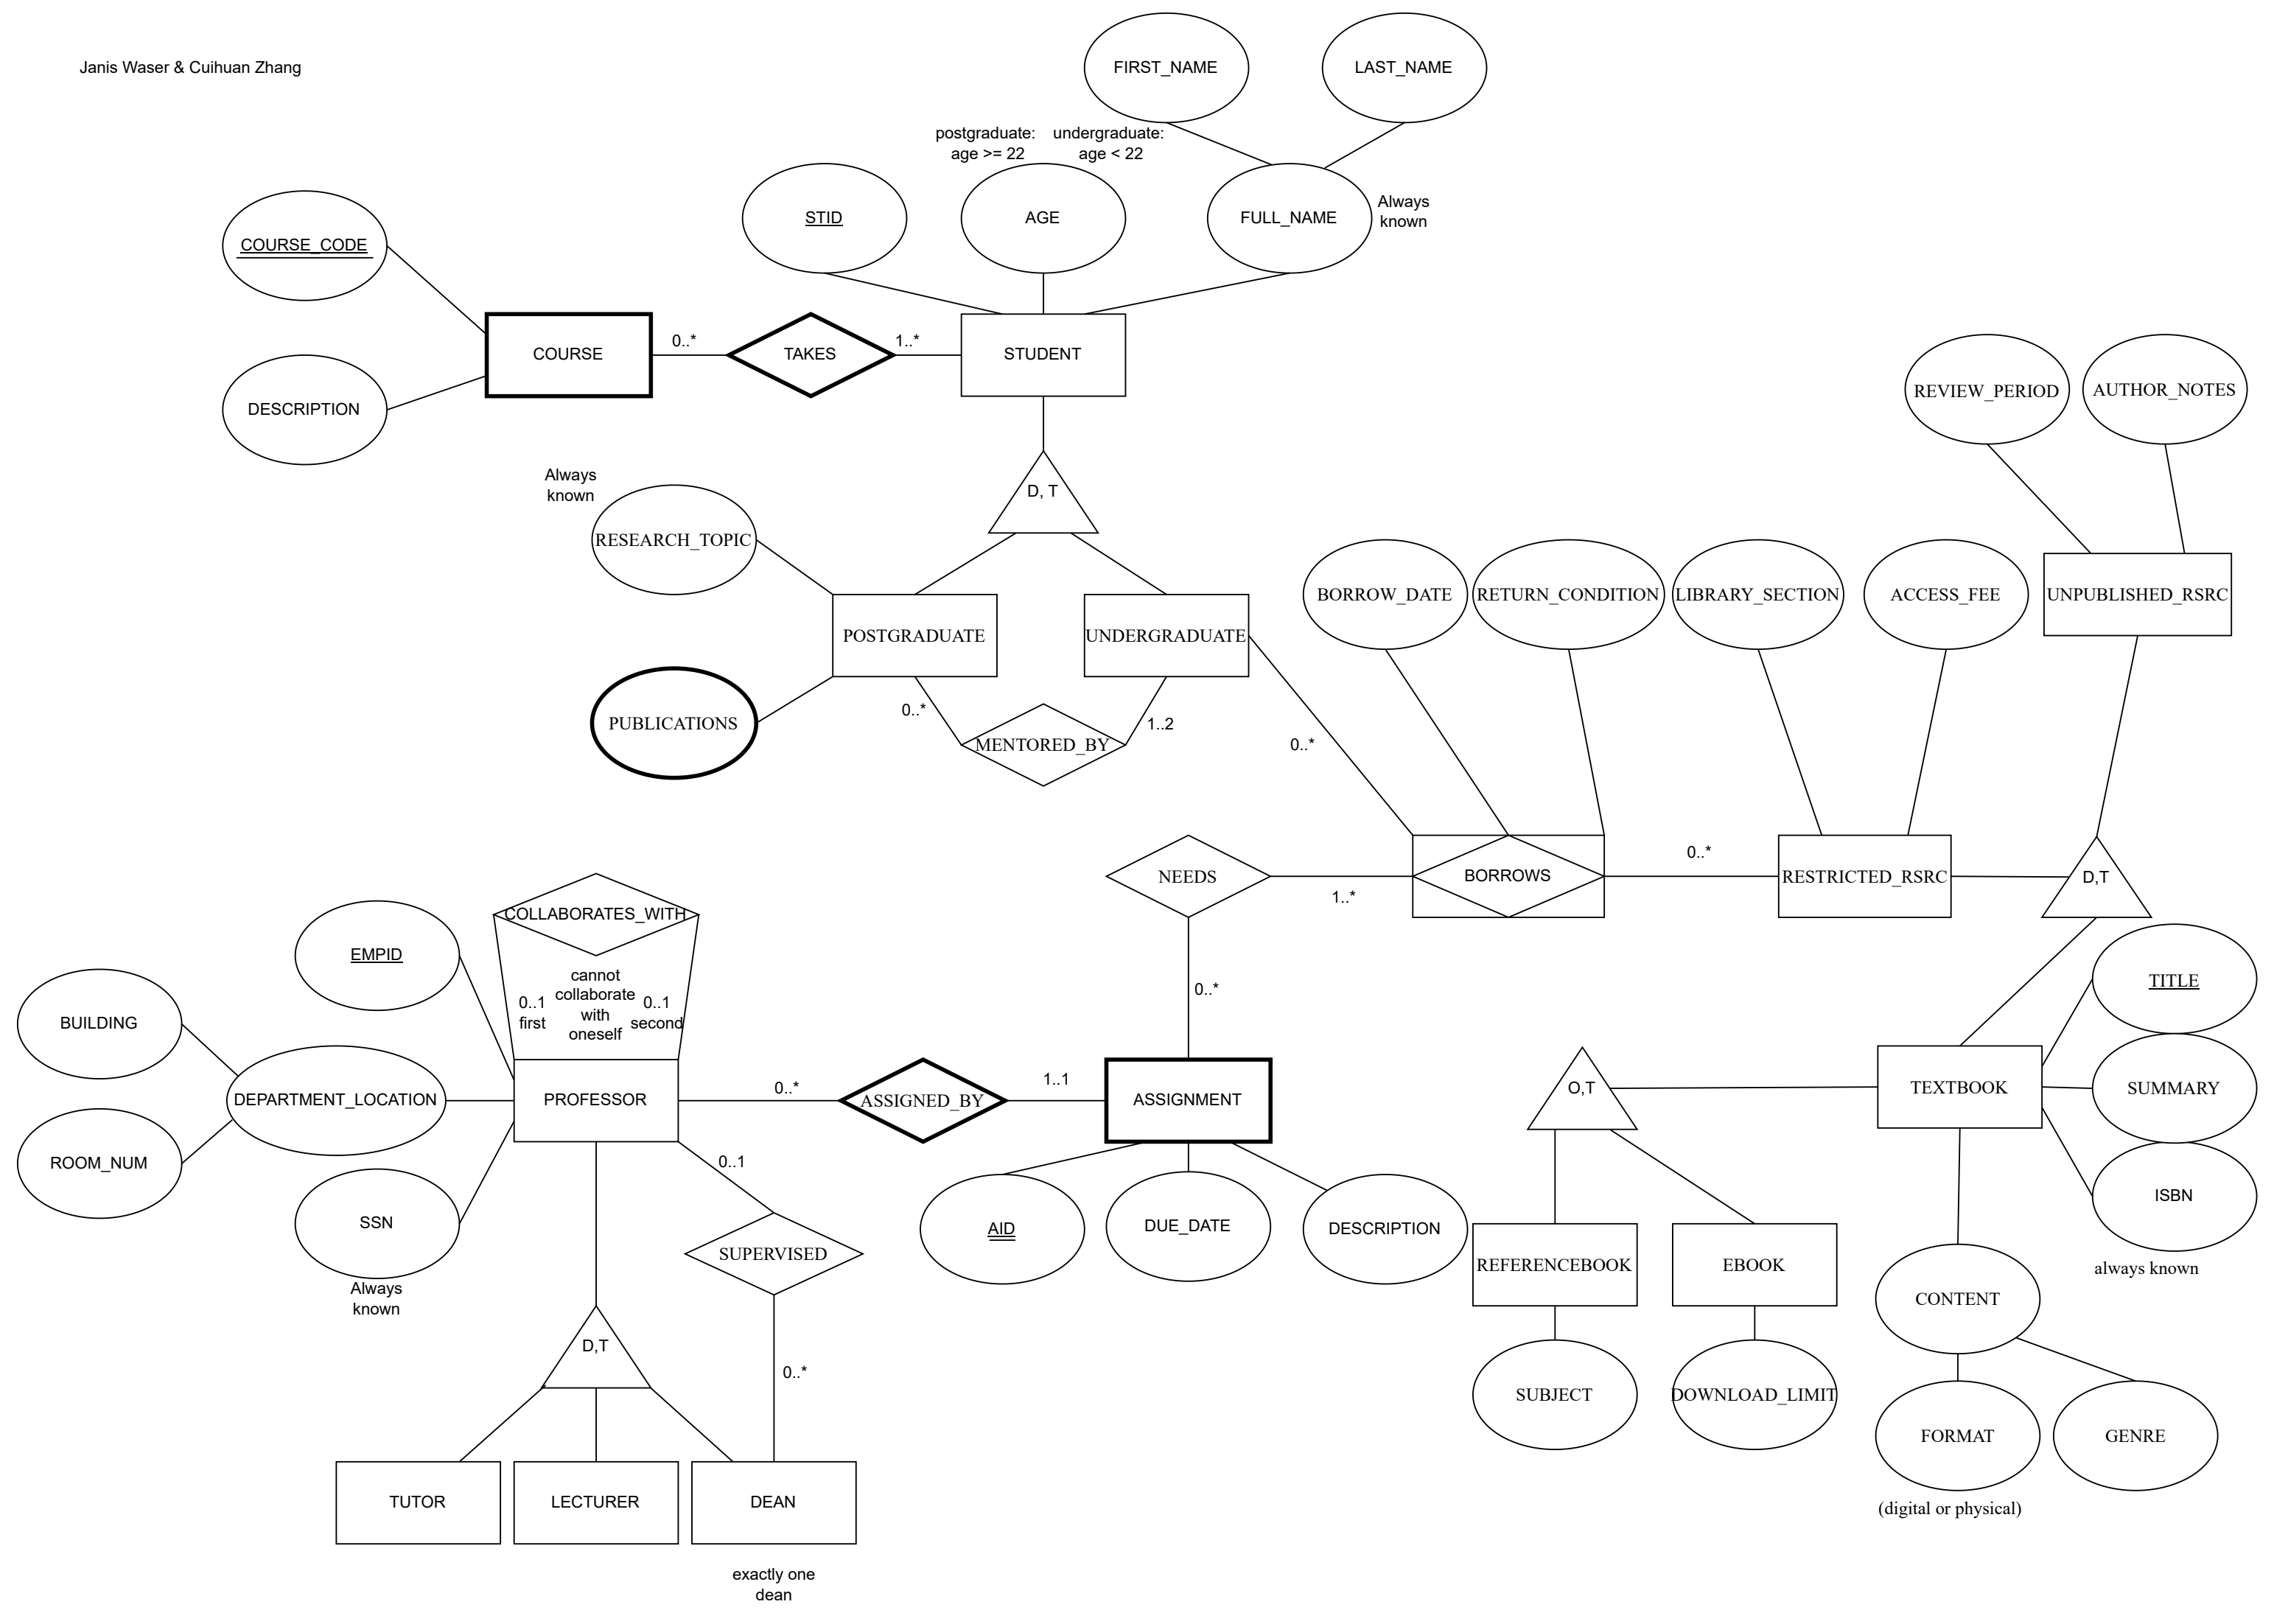 FIRST_NAME
LAST_NAME
Janis Waser & Cuihuan Zhang
postgraduate:
age >= 22
undergraduate:
age < 22
STID
AGE
FULL_NAME
Always
known
COURSE_CODE
COURSE
0..*
TAKES
1..*
STUDENT
DESCRIPTION
REVIEW_PERIOD
AUTHOR_NOTES
D, T
Always
known
RESEARCH_TOPIC
POSTGRADUATE
UNDERGRADUATE
BORROW_DATE
RETURN_CONDITION
LIBRARY_SECTION
ACCESS_FEE
UNPUBLISHED_RSRC
PUBLICATIONS
0..*
1..2
MENTORED_BY
0..*
NEEDS
1..*
BORROWS
0..*
RESTRICTED_RSRC
D,T
COLLABORATES_WITH
cannot
collaborate
with
oneself
0..1
first
0..1
second
EMPID
BUILDING
DEPARTMENT_LOCATION
ROOM_NUM
SSN
Always
known
PROFESSOR
0..*
ASSIGNED_BY
1..1
ASSIGNMENT
0..*
TITLE
SUMMARY
ISBN
always known
TEXTBOOK
O,T
0..1
SUPERVISED
AID
DUE_DATE
DESCRIPTION
REFERENCEBOOK
EBOOK
CONTENT
D,T
0..*
SUBJECT
DOWNLOAD_LIMIT
FORMAT
GENRE
(digital or physical)
TUTOR
LECTURER
DEAN
exactly one
dean